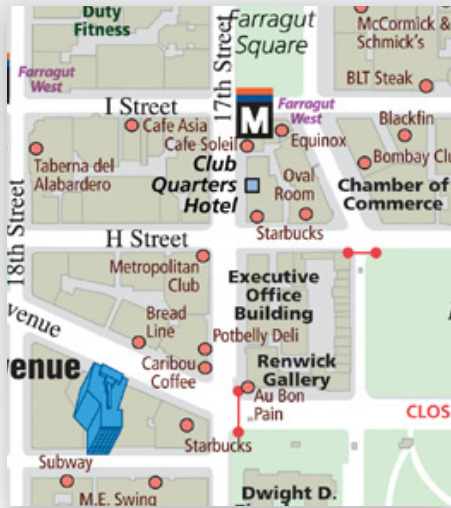 Duty
Fitness
17th Street
Farragut
Square
McCormick &
Schmick's
BLT Steak
Farragut
West
I Street
M
Farragut
West
Cafe Asia
Cafe Soleil
Equinox
Blackfin
Taberna del
Alabardero
Club
Quarters
Hotel
Oval
Room
Bombay Clu
Chamber of
Commerce
18th Street
H Street
Starbucks
Metropolitan
Club
Executive
Office
Building
venue
Bread
Line
Potbelly Deli
Renwick
Gallery
venue
Caribou
Coffee
Au Bon
Pain
CLOS
Starbucks
Subway
M.E. Swing
Dwight D.